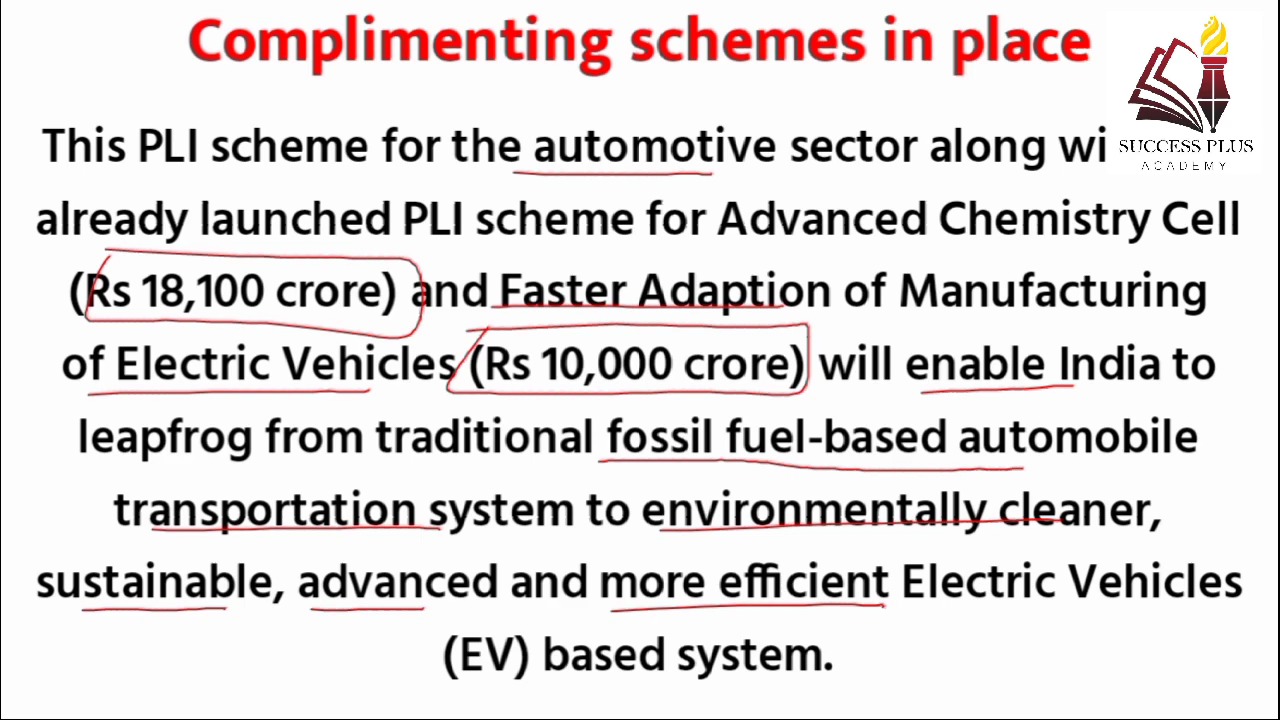 Complimenting schemes in place
SUCCESS PLUS
ACADEMY
This PLI scheme for the automotive sector along wi
already launched PLI scheme for Advanced Chemistry Cell
(Rs 18,100 crore) and Faster Adaption of Manufacturing
of Electric Vehicles (Rs 10,000 crore) will enable India to
leapfrog from traditional fossil fuel-based automobile
transportation system to environmentally cleaner,
sustainable, advanced and more efficient Electric Vehicles
(EV) based system.